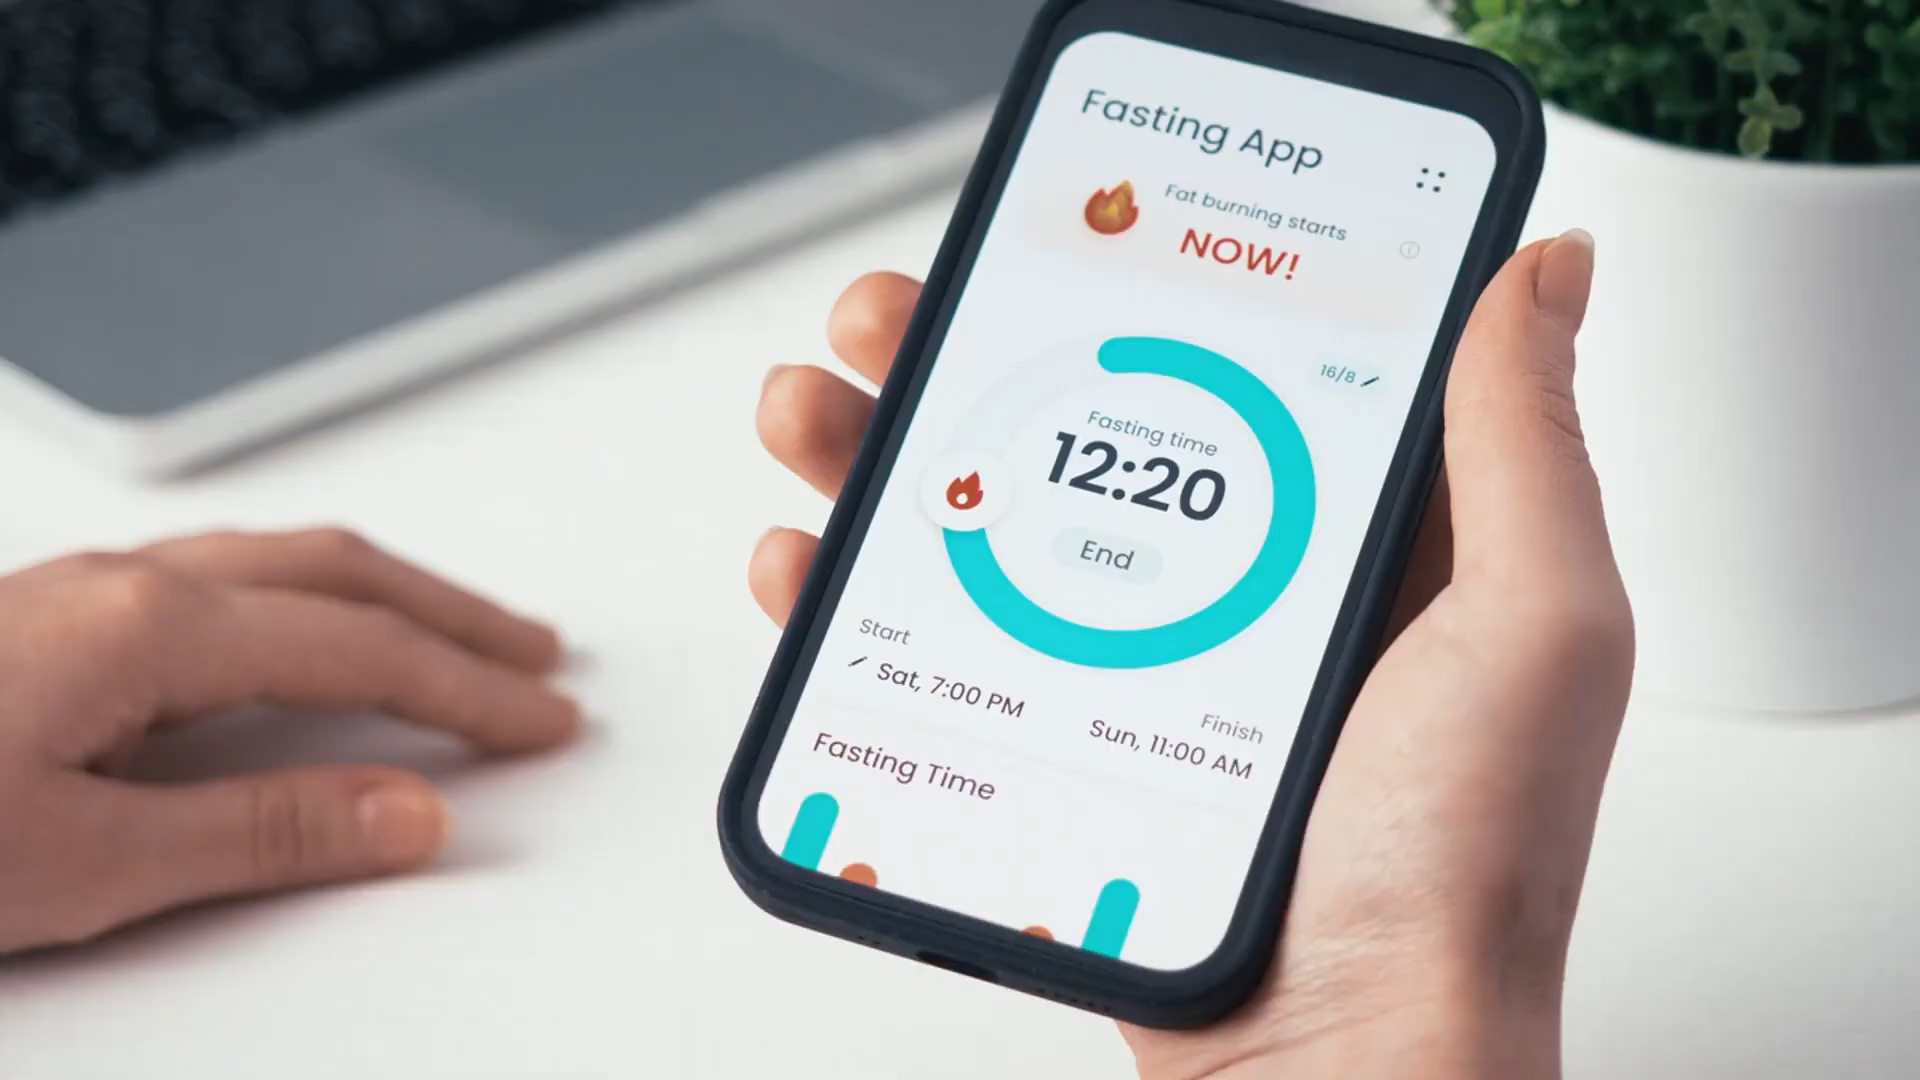 Fasting App
Fat burning starts
NOW!
16/8
Fasting time
12:20
End
Start
Sat, 7:00 PM
Finish
Sun, 11:00 AM
Fasting Time